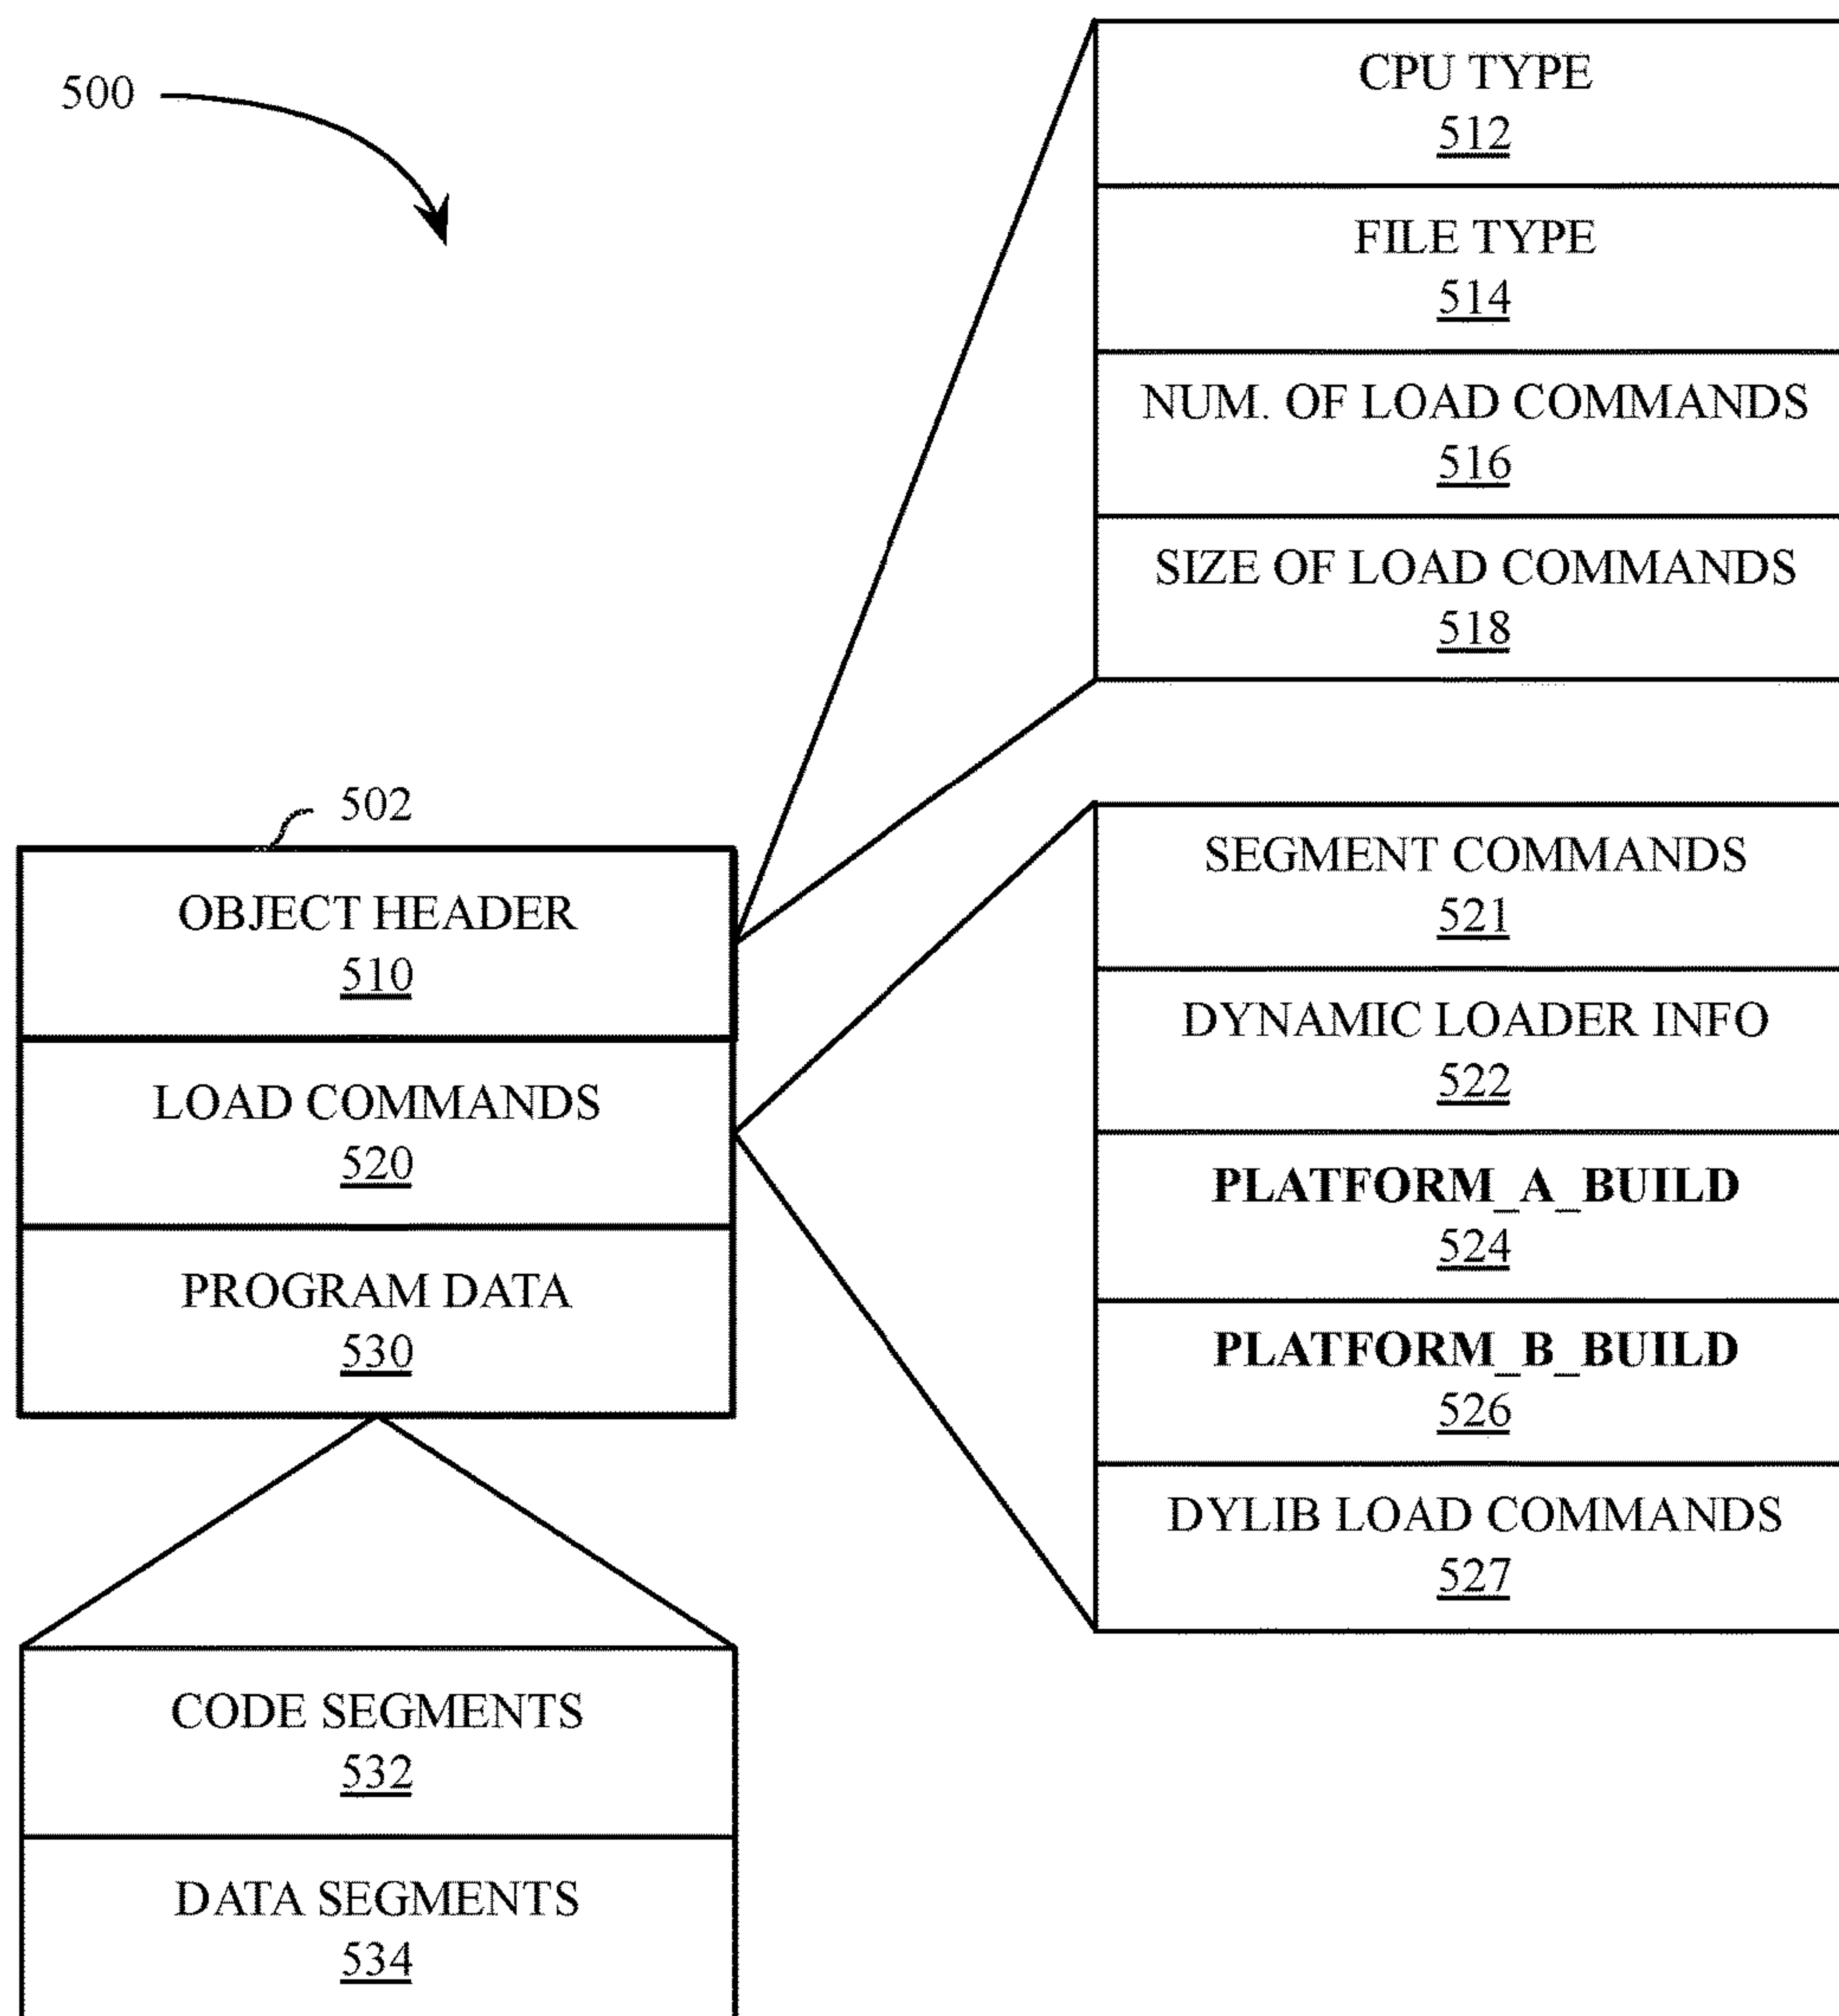 500
CPU TYPE
512
FILE TYPE
514
NUM. OF LOAD COMMANDS
516
SIZE OF LOAD COMMANDS
518
502
OBJECT HEADER
510
LOAD COMMANDS
520
PROGRAM DATA
530
SEGMENT COMMANDS
521
DYNAMIC LOADER INFO
522
PLATFORM_A_BUILD
524
PLATFORM_B_BUILD
526
DYLIB LOAD COMMANDS
527
CODE SEGMENTS
532
DATA SEGMENTS
534